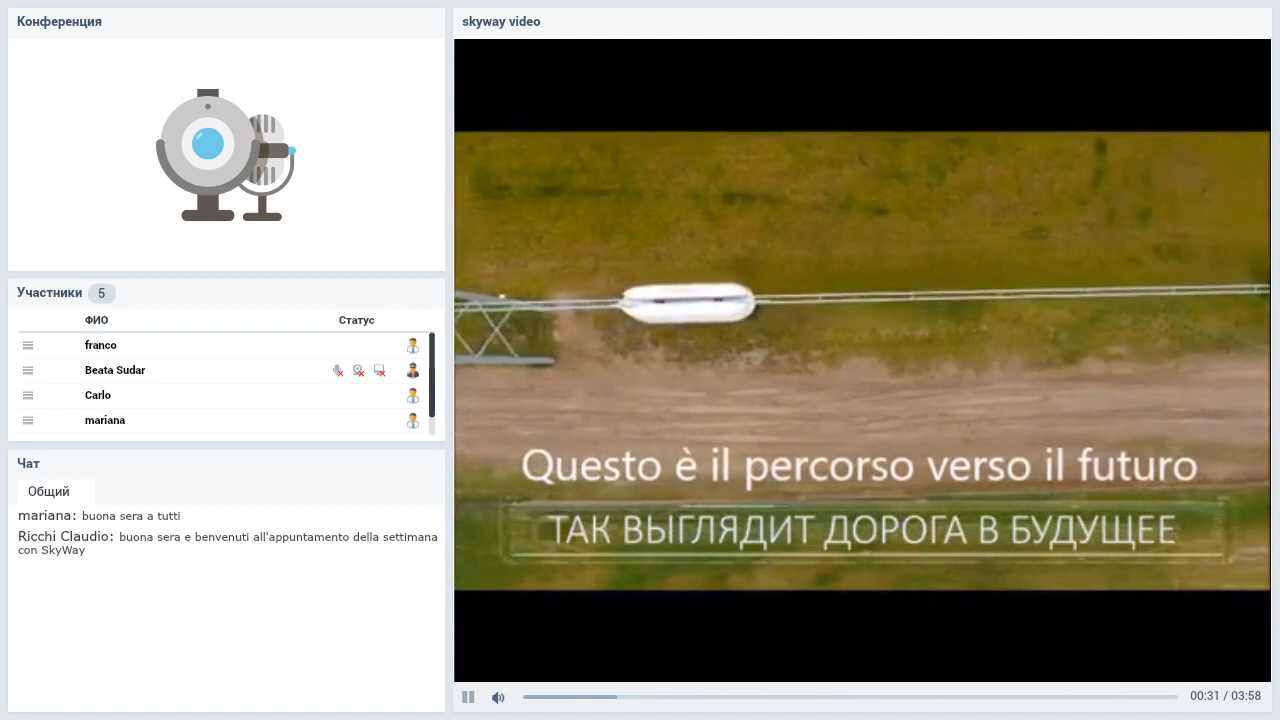 Конференция
Участники 5
ФИО Статус
franco
Beata Sudar
Carlo
mariana
Чат
Общий
mariana: buona sera a tutti
Ricchi Claudio: buona sera e benvenuti all'appuntamento della settimana
con SkyWay
skyway video
Questo è il percorso verso il futuro
ТАК ВЫГЛЯДИТ ДОРОГА В БУДУЩЕЕ
00:31 / 03:58